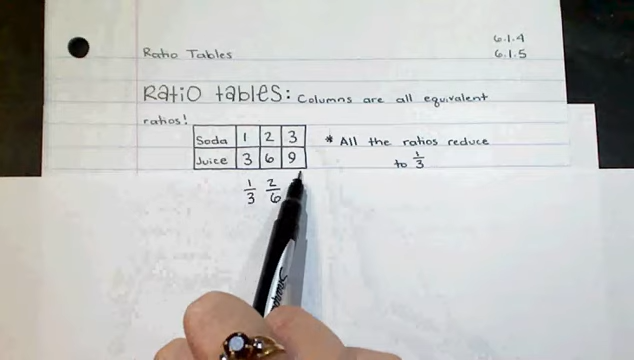 6.1.4
Ratio Tables 6.1.5
Ratio tables: Columns are all equivalent
ratios!
Soda 1 2 3 * All the ratios reduce
Juice 3 6 9 to 1/3
1/3 2/6